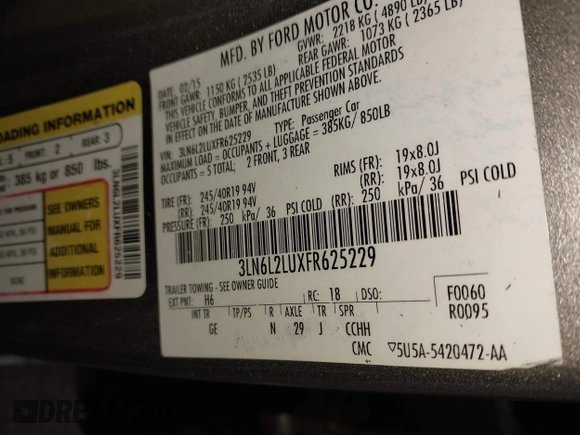 MFD. BY FORD MOTOR CO.
GVWR: 2218 KG ( 4890 LB)
DATE: 02/15
FRONT GAWR: 1150 KG ( 2535 LB)
REAR GAWR: 1073 KG ( 2365 LB)
THIS VEHICLE CONFORMS TO ALL APPLICABLE FEDERAL MOTOR
VEHICLE SAFETY, BUMPER, AND THEFT PREVENTION STANDARDS
IN EFFECT ON THE DATE OF MANUFACTURE SHOWN ABOVE.
VIN: 3LN6L2LUXFR625229
TYPE: Passenger Car
MAXIMUM LOAD = OCCUPANTS + LUGGAGE = 385KG/ 850LB
OCCUPANTS = 5 TOTAL; 2 FRONT, 3 REAR
TIRE (FR): 245/40R19 94V RIMS (FR): 19x8.0J
(RR): 245/40R19 94V (RR): 19x8.0J
PRESSURE (FR): 250 kPa/ 36 PSI COLD (RR) 250 kPa/ 36 PSI COLD
3LN6L2LUXFR625229
TRAILER TOWING - SEE OWNER GUIDE
EXT PNT: H6 RC: 18 DSO:
F0060
R0095
INT TR TP/PS R AXLE TR SPR
GE N 29 J CCHH
CMC ▽5U5A-5420472-AA
LOADING INFORMATION
5 FRONT: 2 REAR: 3
385 kg or 850 lbs.
SEE OWNERS
MANUAL FOR
ADDITIONAL
INFORMATION
NONE
3LN6L2LUXFR625229